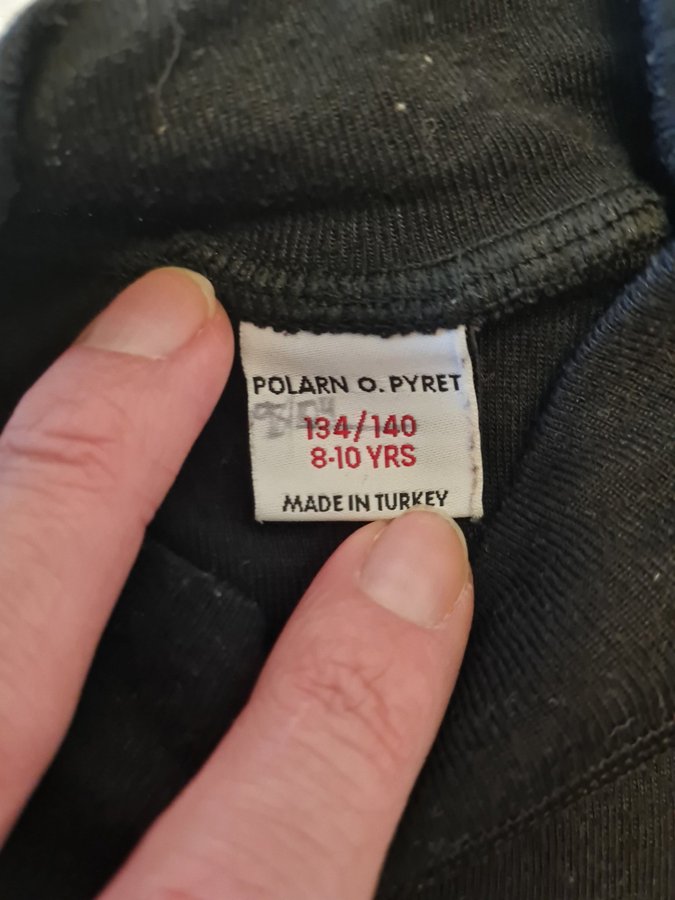 POLARN O. PYRET
134/140
8-10 YRS
MADE IN TURKEY